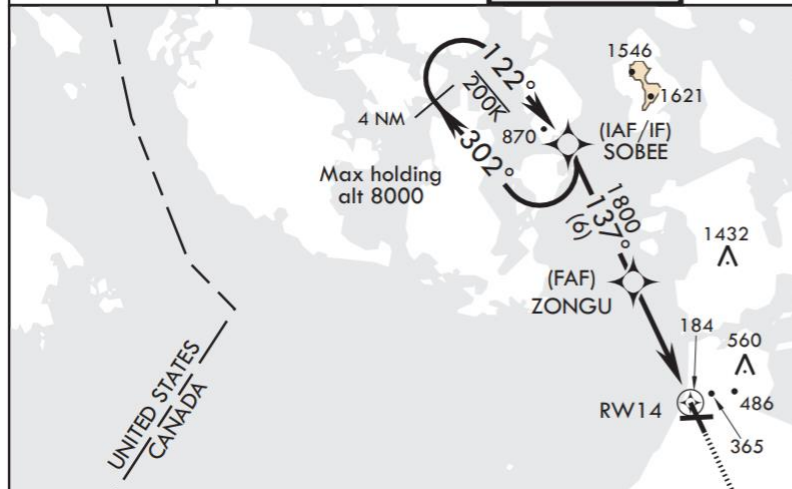 1546
1621
122°
200K
4 NM
870
(IAF/IF)
SOBEE
302°
Max holding
alt 8000
1800
137°
(6)
1432
(FAF)
ZONGU
184
560
UNITED STATES
CANADA
RW14
486
365